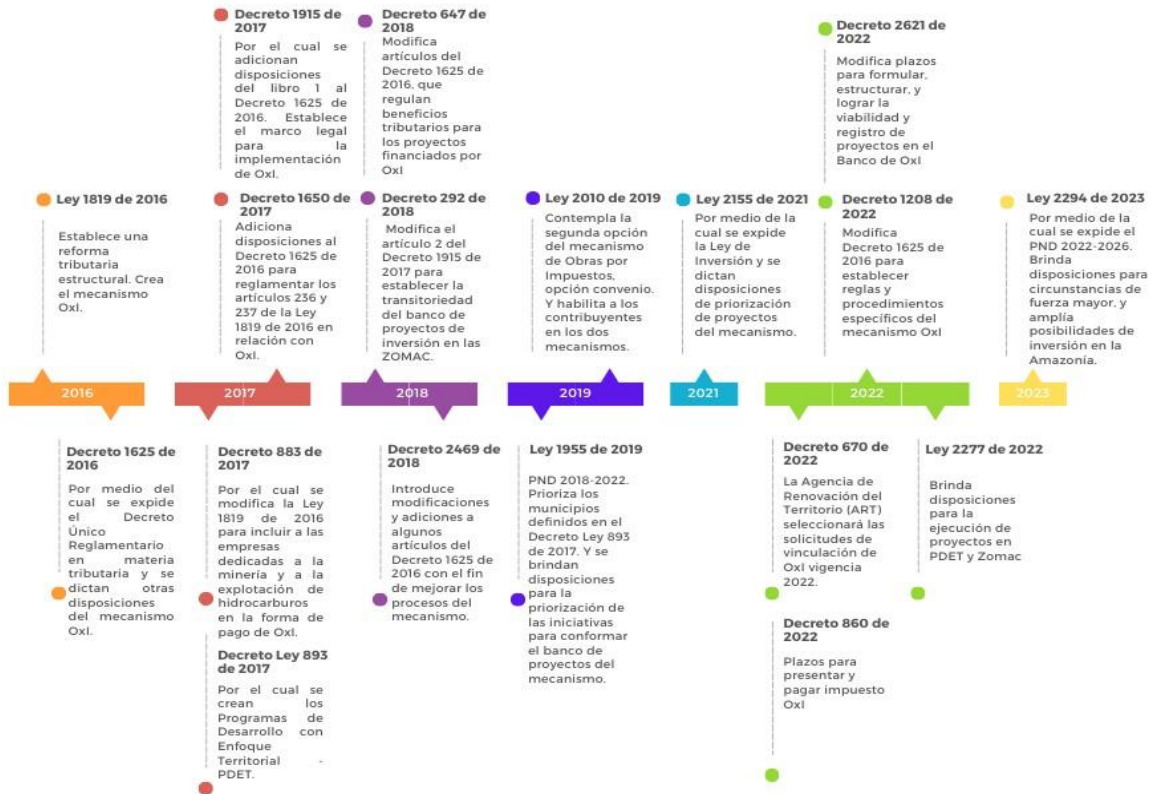 Decreto 1915 de
2017
Por el cual se
adicionan
disposiciones
del libro 1 al
Decreto 1625 de
2016. Establece
el marco legal
para la
implementación
de OxI.
Decreto 647 de
2018
Modifica
artículos del
Decreto 1625 de
2016, que
regulan
beneficios
tributarios para
los proyectos
financiados por
OxI
Decreto 2621 de
2022
Modifica plazos
para formular,
estructurar, y
lograr la
viabilidad y
registro de
proyectos en el
Banco de OxI
Ley 1819 de 2016
Establece una
reforma
tributaria
estructural. Crea
el mecanismo
OxI.
Decreto 1650 de
2017
Adiciona
disposiciones al
Decreto 1625 de
2016 para
reglamentar los
artículos 236 y
237 de la Ley
1819 de 2016 en
relación con
OxI.
Decreto 292 de
2018
Modifica el
artículo 2 del
Decreto 1915 de
2017 para
establecer la
transitoriedad
del banco de
proyectos de
inversión en las
ZOMAC.
Ley 2010 de 2019
Contempla la
segunda opción
del mecanismo
de Obras por
Impuestos,
opción convenio.
Y habilita a los
contribuyentes
en los dos
mecanismos.
Ley 2155 de 2021
Por medio de la
cual se expide
la Ley de
Inversión y se
dictan
disposiciones
de priorización
de proyectos
del mecanismo.
Decreto 1208 de
2022
Modifica
Decreto 1625 de
2016 para
establecer
reglas y
procedimientos
específicos del
mecanismo OxI
Ley 2294 de 2023
Por medio de la
cual se expide el
PND 2022-2026.
Brinda
disposiciones para
circunstancias de
fuerza mayor, y
amplía
posibilidades de
inversión en la
Amazonía.
2016
2017
2018
2019
2021
2022
2023
Decreto 1625 de
2016
Por medio del
cual se expide
el Decreto
Único
Reglamentario
en materia
tributaria y se
dictan otras
disposiciones
del mecanismo
OxI.
Decreto 883 de
2017
Por el cual se
modifica la Ley
1819 de 2016
para incluir a las
empresas
dedicadas a la
minería y a la
explotación de
hidrocarburos
en la forma de
pago de OxI.
Decreto Ley 893
de 2017
Por el cual se
crean los
Programas de
Desarrollo con
Enfoque
Territorial -
PDET.
Decreto 2469 de
2018
Introduce
modificaciones
y adiciones a
algunos
artículos del
Decreto 1625 de
2016 con el fin
de mejorar los
procesos del
mecanismo.
Ley 1955 de 2019
PND 2018-2022.
Prioriza los
municipios
definidos en el
Decreto Ley 893
de 2017. Y se
brindan
disposiciones
para la
priorización de
las iniciativas
para conformar
el banco de
proyectos del
mecanismo.
Decreto 670 de
2022
La Agencia de
Renovación del
Territorio (ART)
seleccionará las
solicitudes de
vinculación de
OxI vigencia
2022.
Decreto 860 de
2022
Plazos para
presentar y
pagar impuesto
OxI
Ley 2277 de 2022
Brinda
disposiciones
para la
ejecución de
proyectos en
PDET y Zomac